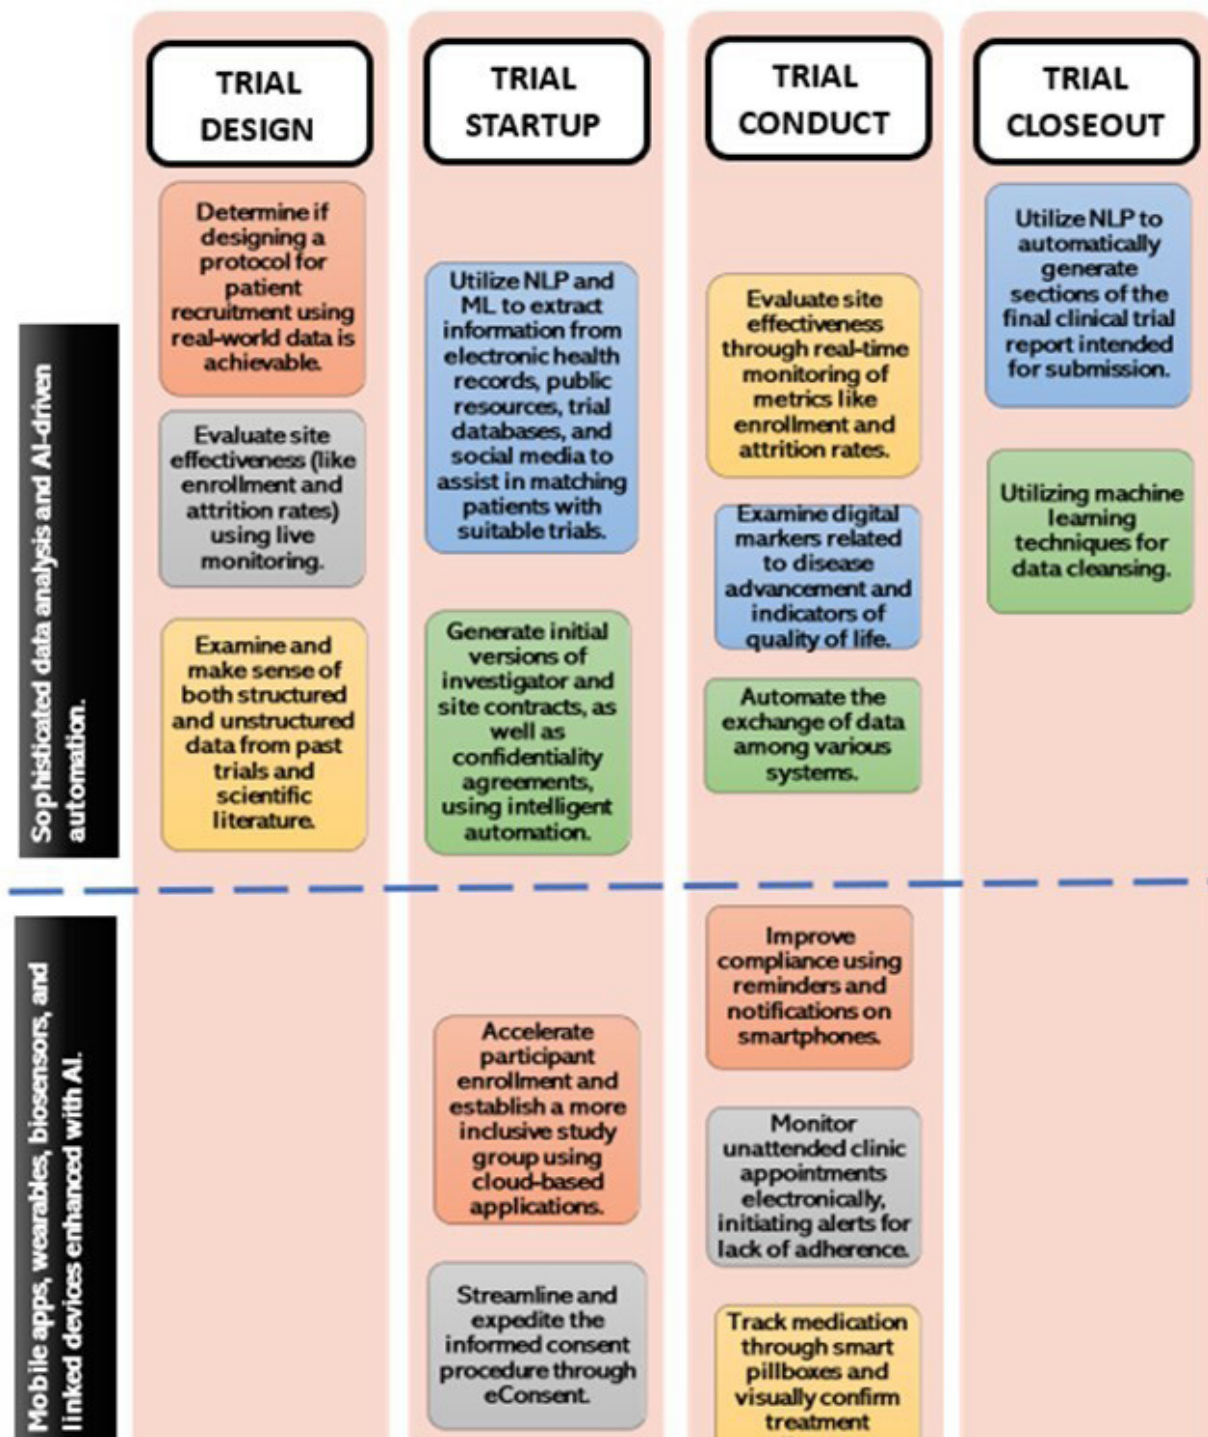 TRIAL
DESIGN
TRIAL
STARTUP
TRIAL
CONDUCT
TRIAL
CLOSEOUT
Sophisticated data analysis and AI-driven
automation.
Determine if
designing a
protocol for
patient
recruitment using
real-world data is
achievable.
Evaluate site
effectiveness (like
enrollment and
attrition rates)
using live
monitoring.
Examine and
make sense of
both structured
and unstructured
data from past
trials and
scientific
literature.
Utilize NLP and
ML to extract
information from
electronic health
records, public
resources, trial
databases, and
social media to
assist in matching
patients with
suitable trials.
Generate initial
versions of
investigator and
site contracts, as
well as
confidentiality
agreements,
using intelligent
automation.
Evaluate site
effectiveness
through real-time
monitoring of
metrics like
enrollment and
attrition rates.
Examine digital
markers related
to disease
advancement and
indicators of
quality of life.
Automate the
exchange of data
among various
systems.
Utilize NLP to
automatically
generate
sections of the
final clinical trial
report intended
for submission.
Utilizing machine
learning
techniques for
data cleansing.
Mobile apps, wearables, biosensors, and
linked devices enhanced with AI.
Accelerate
participant
enrollment and
establish a more
inclusive study
group using
cloud-based
applications.
Streamline and
expedite the
informed consent
procedure through
eConsent.
Improve
compliance using
reminders and
notifications on
smartphones.
Monitor
unattended clinic
appointments
electronically,
initiating alerts for
lack of adherence.
Track medication
through smart
pillboxes and
visually confirm
treatment